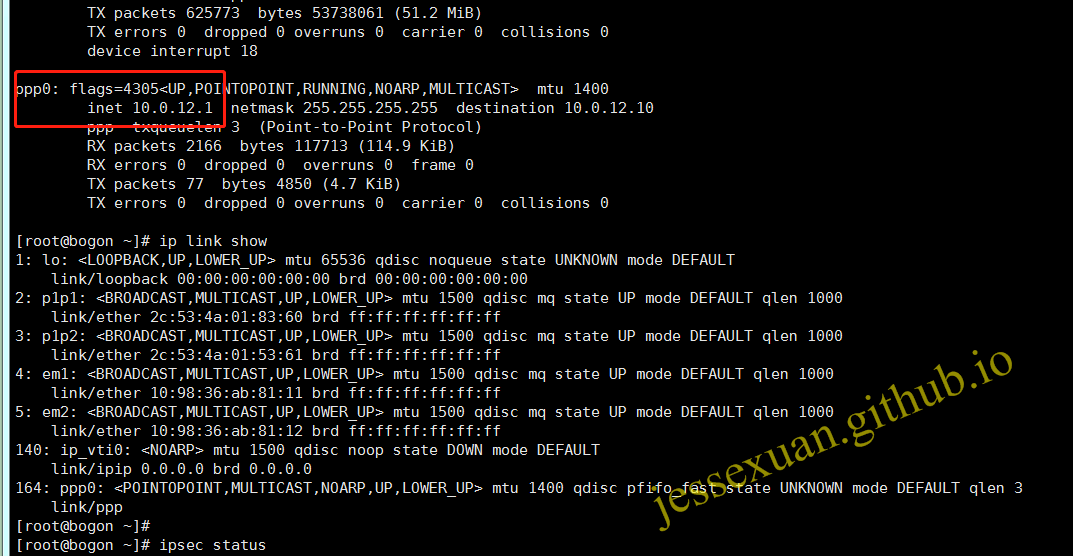 TX packets 625773  bytes 53738061 (51.2 MiB)
        TX errors 0  dropped 0 overruns 0  carrier 0  collisions 0
        device interrupt 18
ppp0: flags=4305<UP,POINTOPOINT,RUNNING,NOARP,MULTICAST>  mtu 1400
        inet 10.0.12.1  netmask 255.255.255.255  destination 10.0.12.10
        ppp  txqueuelen 3  (Point-to-Point Protocol)
        RX packets 2166  bytes 117713 (114.9 KiB)
        RX errors 0  dropped 0  overruns 0  frame 0
        TX packets 77  bytes 4850 (4.7 KiB)
        TX errors 0  dropped 0 overruns 0  carrier 0  collisions 0
[root@bogon ~]# ip link show
1: lo: <LOOPBACK,UP,LOWER_UP> mtu 65536 qdisc noqueue state UNKNOWN mode DEFAULT
    link/loopback 00:00:00:00:00:00 brd 00:00:00:00:00:00
2: p1p1: <BROADCAST,MULTICAST,UP,LOWER_UP> mtu 1500 qdisc mq state UP mode DEFAULT qlen 1000
    link/ether 2c:53:4a:01:83:60 brd ff:ff:ff:ff:ff:ff
3: p1p2: <BROADCAST,MULTICAST,UP,LOWER_UP> mtu 1500 qdisc mq state UP mode DEFAULT qlen 1000
    link/ether 2c:53:4a:01:53:61 brd ff:ff:ff:ff:ff:ff
4: em1: <BROADCAST,MULTICAST,UP,LOWER_UP> mtu 1500 qdisc mq state UP mode DEFAULT qlen 1000
    link/ether 10:98:36:ab:81:11 brd ff:ff:ff:ff:ff:ff
5: em2: <BROADCAST,MULTICAST,UP,LOWER_UP> mtu 1500 qdisc mq state UP mode DEFAULT qlen 1000
    link/ether 10:98:36:ab:81:12 brd ff:ff:ff:ff:ff:ff
140: ip_vti0: <NOARP> mtu 1500 qdisc noop state DOWN mode DEFAULT
    link/ipip 0.0.0.0 brd 0.0.0.0
164: ppp0: <POINTOPOINT,MULTICAST,NOARP,UP,LOWER_UP> mtu 1400 qdisc pfifo_fast state UNKNOWN mode DEFAULT qlen 3
    link/ppp
[root@bogon ~]#
[root@bogon ~]# ipsec status
jessexuan.github.io